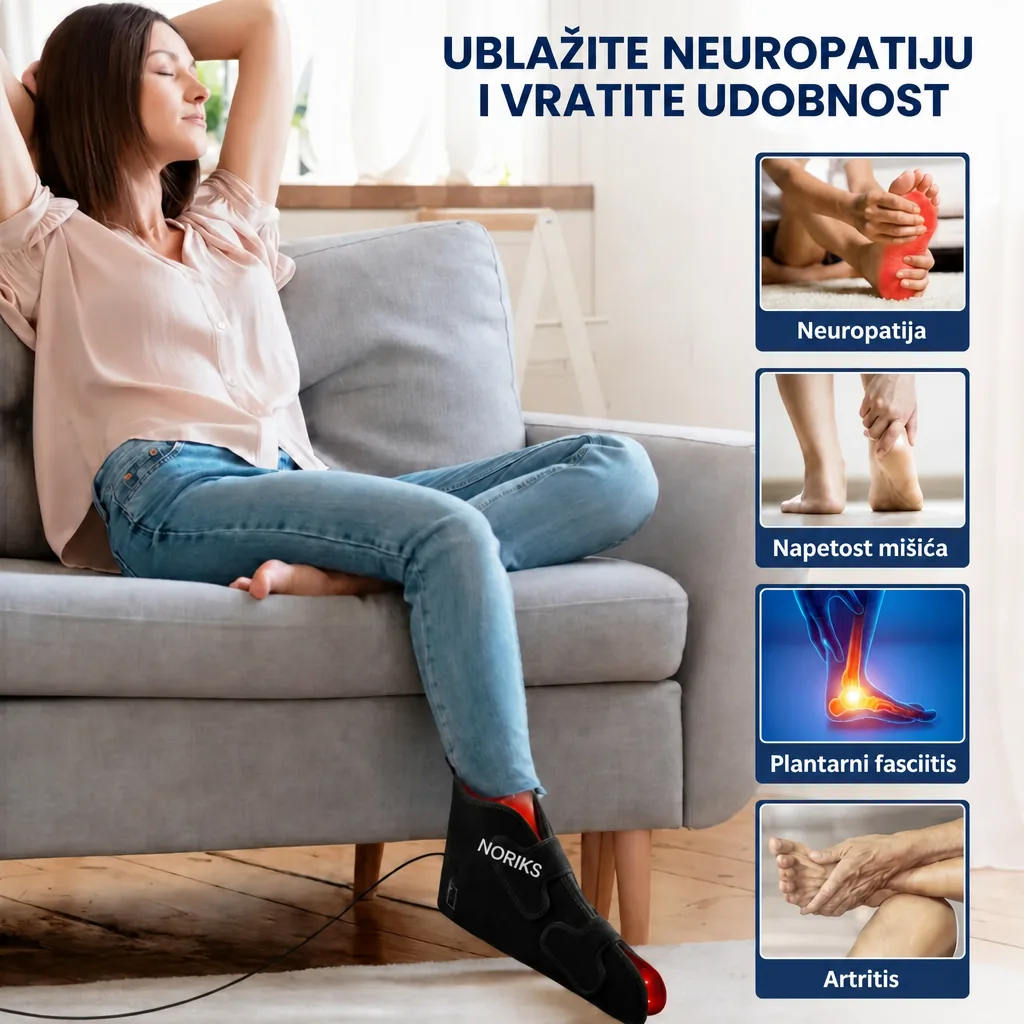 UBLAŽITE NEUROPATIJU
I VRATITE UDOBNOST
Neuropatija
Napetost mišića
Plantarni fasciitis
Artritis
NORIKS